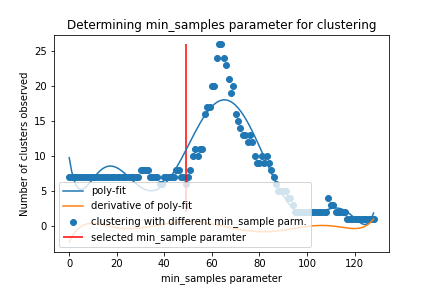 Determining min_samples parameter for clustering
Number of clusters observed
25
20
15
10
5
0
poly-fit
derivative of poly-fit
clustering with different min_sample parm.
selected min_sample paramter
0
20
40
60
80
100
120
min_samples parameter